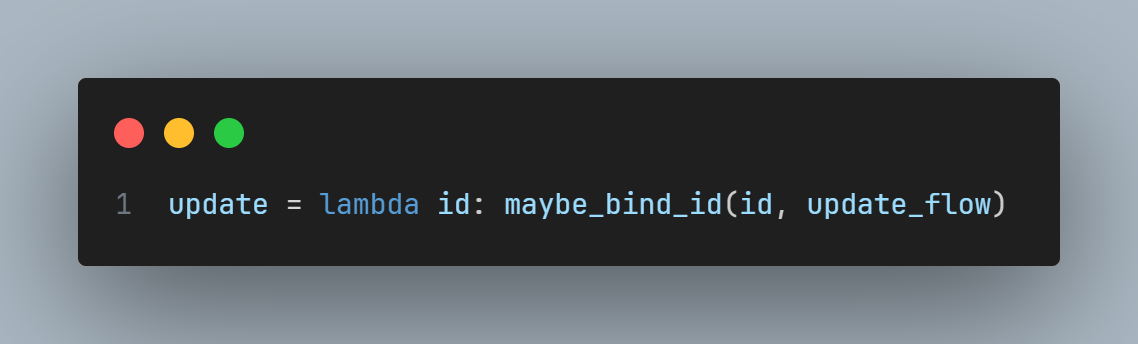 1 update = lambda id: maybe_bind_id(id, update_flow)